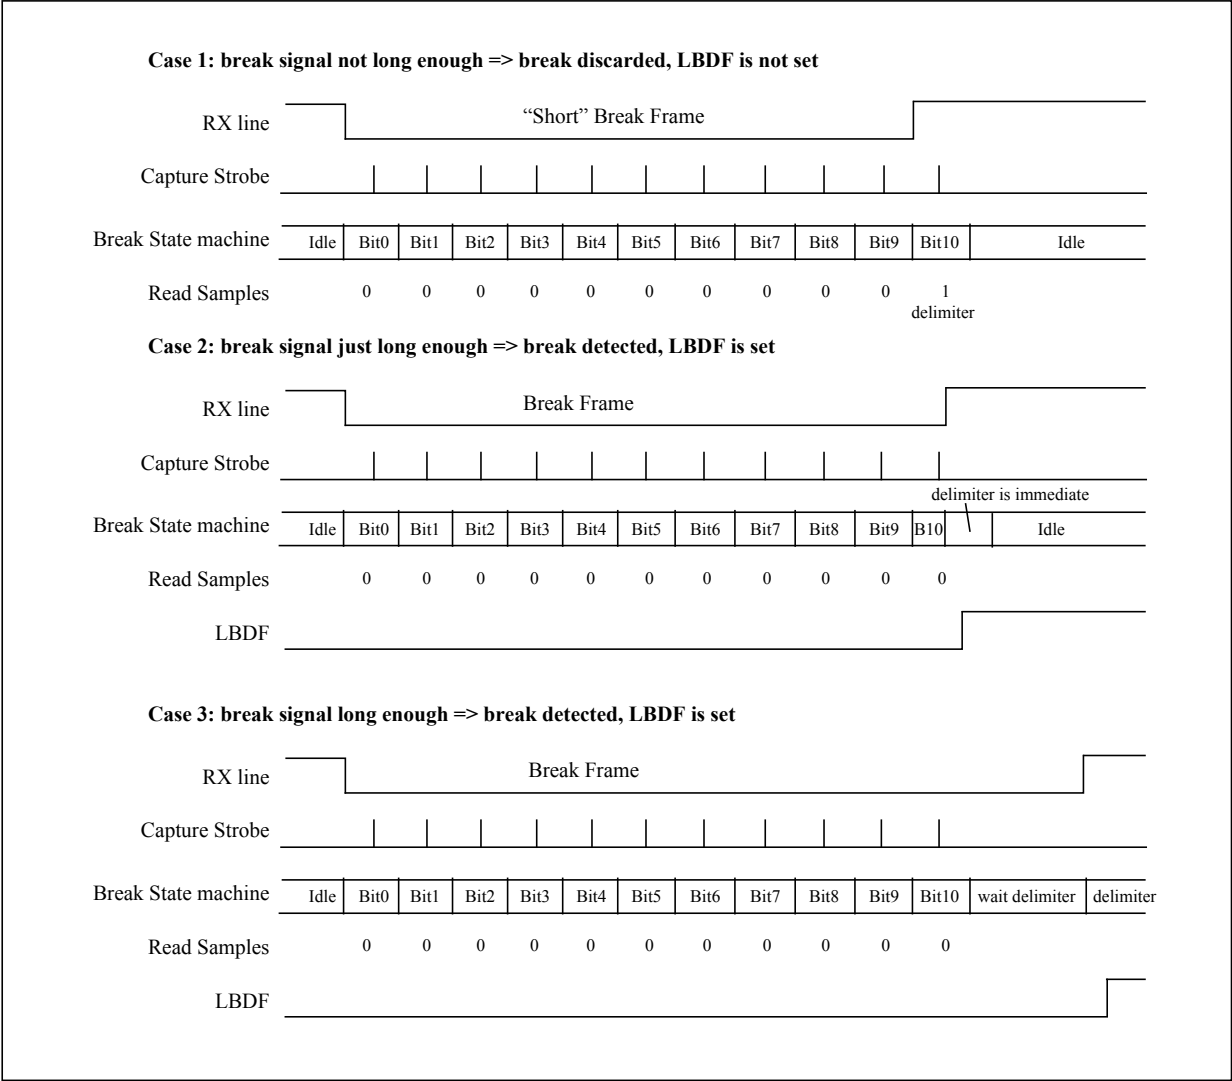 Case 1: break signal not long enough => break discarded, LBDF is not set
RX line “Short” Break Frame
Capture Strobe
Break State machine Idle Bit0 Bit1 Bit2 Bit3 Bit4 Bit5 Bit6 Bit7 Bit8 Bit9 Bit10 Idle
Read Samples 0 0 0 0 0 0 0 0 0 0 1
delimiter
Case 2: break signal just long enough => break detected, LBDF is set
RX line Break Frame
Capture Strobe
delimiter is immediate
Break State machine Idle Bit0 Bit1 Bit2 Bit3 Bit4 Bit5 Bit6 Bit7 Bit8 Bit9 B10 Idle
Read Samples 0 0 0 0 0 0 0 0 0 0 0
LBDF
Case 3: break signal long enough => break detected, LBDF is set
RX line Break Frame
Capture Strobe
Break State machine Idle Bit0 Bit1 Bit2 Bit3 Bit4 Bit5 Bit6 Bit7 Bit8 Bit9 Bit10 wait delimiter delimiter
Read Samples 0 0 0 0 0 0 0 0 0 0 0
LBDF